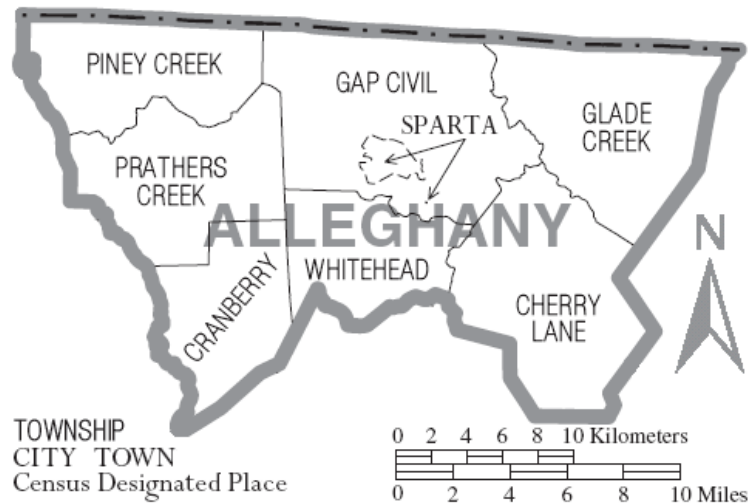 PINEY CREEK
GAP CIVIL
GLADE
CREEK
SPARTA
PRATHERS
CREEK
ALLEGHANY
N
WHITEHEAD
CRANBERRY
CHERRY
LANE
TOWNSHIP
CITY TOWN
Census Designated Place
0 2 4 6 8 10 Kilometers
0 2 4 6 8 10 Miles